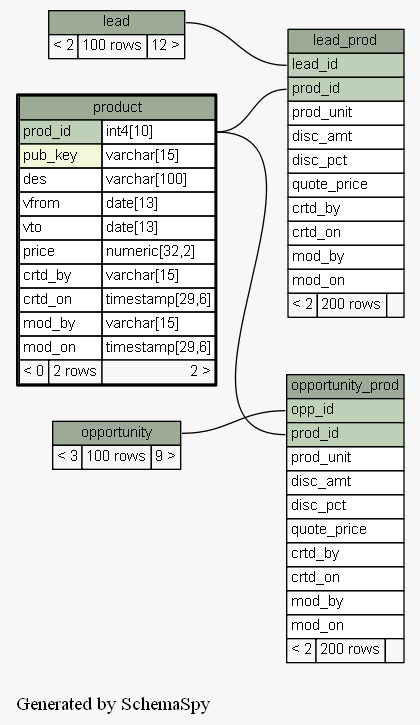 lead
< 2 100 rows 12 >
lead_prod
lead_id
prod_id
prod_unit
disc_amt
disc_pct
quote_price
crtd_by
crtd_on
mod_by
mod_on
< 2 200 rows
product
prod_id int4[10]
pub_key varchar[15]
des varchar[100]
vfrom date[13]
vto date[13]
price numeric[32,2]
crtd_by varchar[15]
crtd_on timestamp[29,6]
mod_by varchar[15]
mod_on timestamp[29,6]
< 0 2 rows 2 >
opportunity
< 3 100 rows 9 >
opportunity_prod
opp_id
prod_id
prod_unit
disc_amt
disc_pct
quote_price
crtd_by
crtd_on
mod_by
mod_on
< 2 200 rows
Generated by SchemaSpy